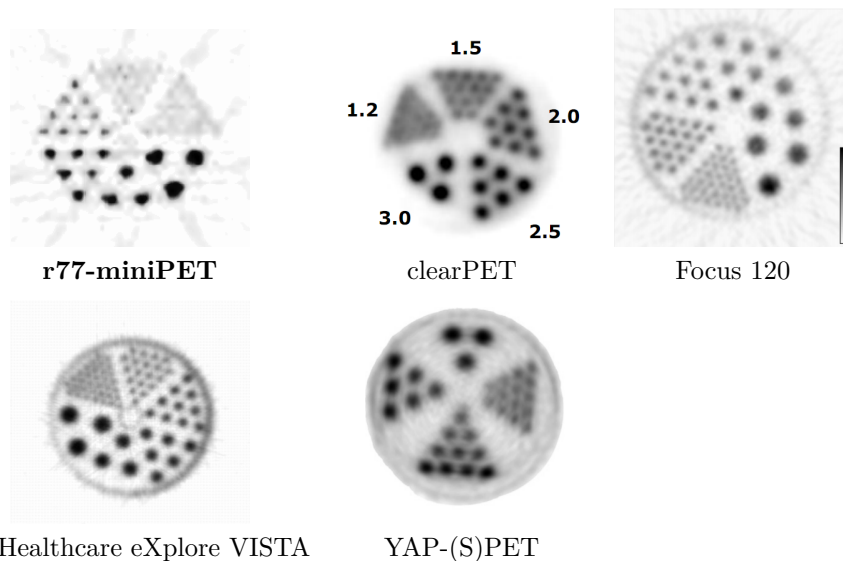 1.5
1.2
2.0
3.0
2.5
r77-miniPET
clearPET
Focus 120
Healthcare eXplore VISTA
YAP-(S)PET